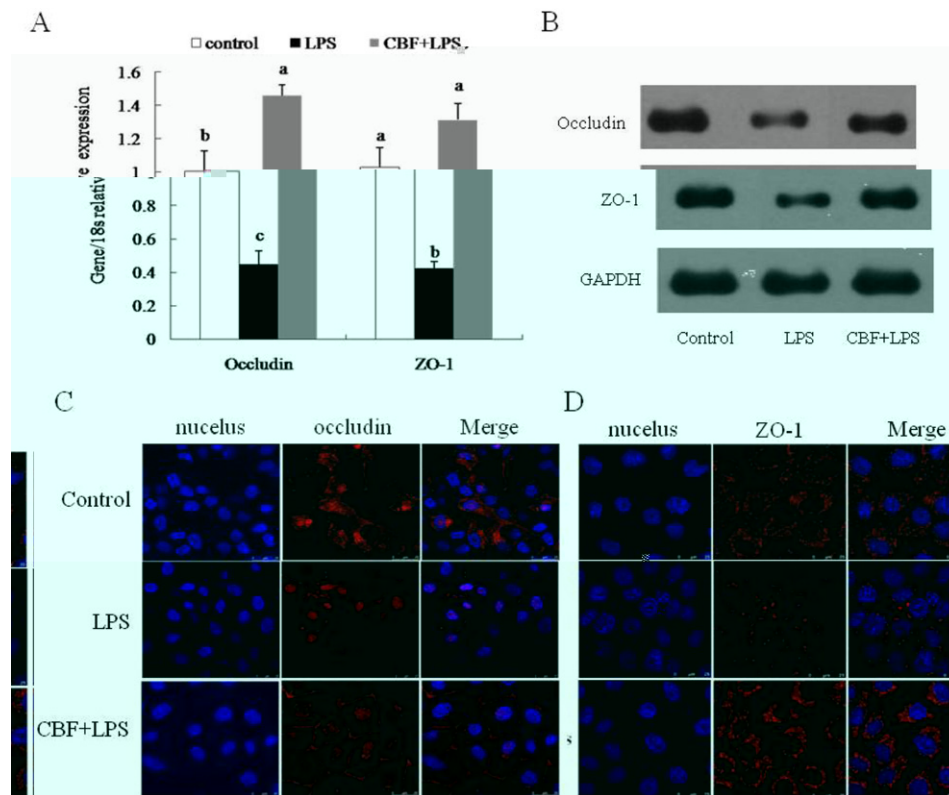 A
B
control LPS CBF+LPS
Gene/18s relative expression
1.6
1.4
1.2
1
0.8
0.6
0.4
0.2
0
b
a
c
a
a
b
Occludin
ZO-1
Occludin
ZO-1
GAPDH
Control LPS CBF+LPS
C
nucelus occludin Merge
Control
LPS
CBF+LPS
D
nucelus ZO-1 Merge
s